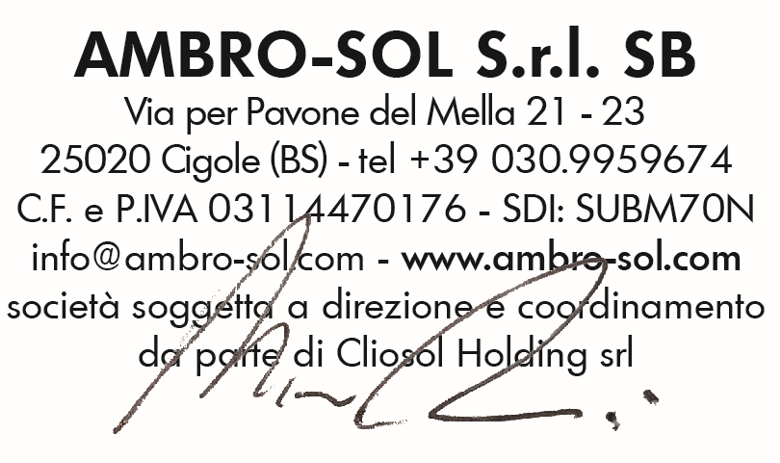 AMBRO-SOL S.r.l. SB
Via per Pavone del Mella 21 - 23
25020 Cigole (BS) - tel +39 030.9959674
C.F. e P.IVA 03114470176 - SDI: SUBM70N
info@ambro-sol.com - www.ambro-sol.com
società soggetta a direzione e coordinamento
da parte di Cliosol Holding srl